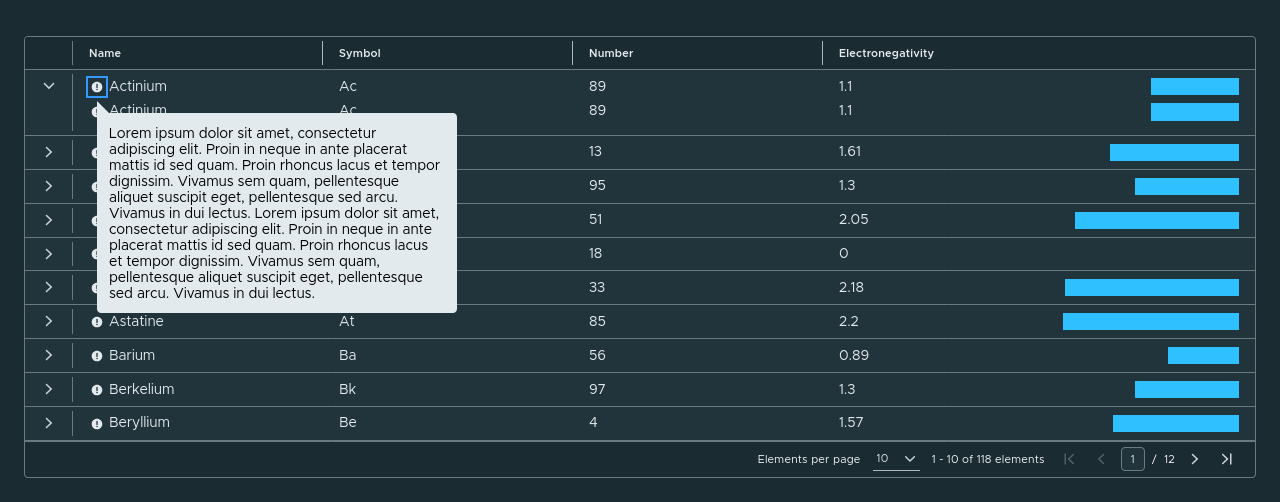 Name Symbol Number Electronegativity
Actinium Ac 89 1.1
Actinium Ac 89 1.1
Lorem ipsum dolor sit amet, consectetur
adipiscing elit. Proin in neque in ante placerat
mattis id sed quam. Proin rhoncus lacus et tempor
dignissim. Vivamus sem quam, pellentesque
aliquet suscipit eget, pellentesque sed arcu.
Vivamus in dui lectus. Lorem ipsum dolor sit amet,
consectetur adipiscing elit. Proin in neque in ante
placerat mattis id sed quam. Proin rhoncus lacus
et tempor dignissim. Vivamus sem quam,
pellentesque aliquet suscipit eget, pellentesque
sed arcu. Vivamus in dui lectus.
13 1.61
95 1.3
51 2.05
18 0
33 2.18
Astatine At 85 2.2
Barium Ba 56 0.89
Berkelium Bk 97 1.3
Beryllium Be 4 1.57
Elements per page 10 1 - 10 of 118 elements 1 / 12